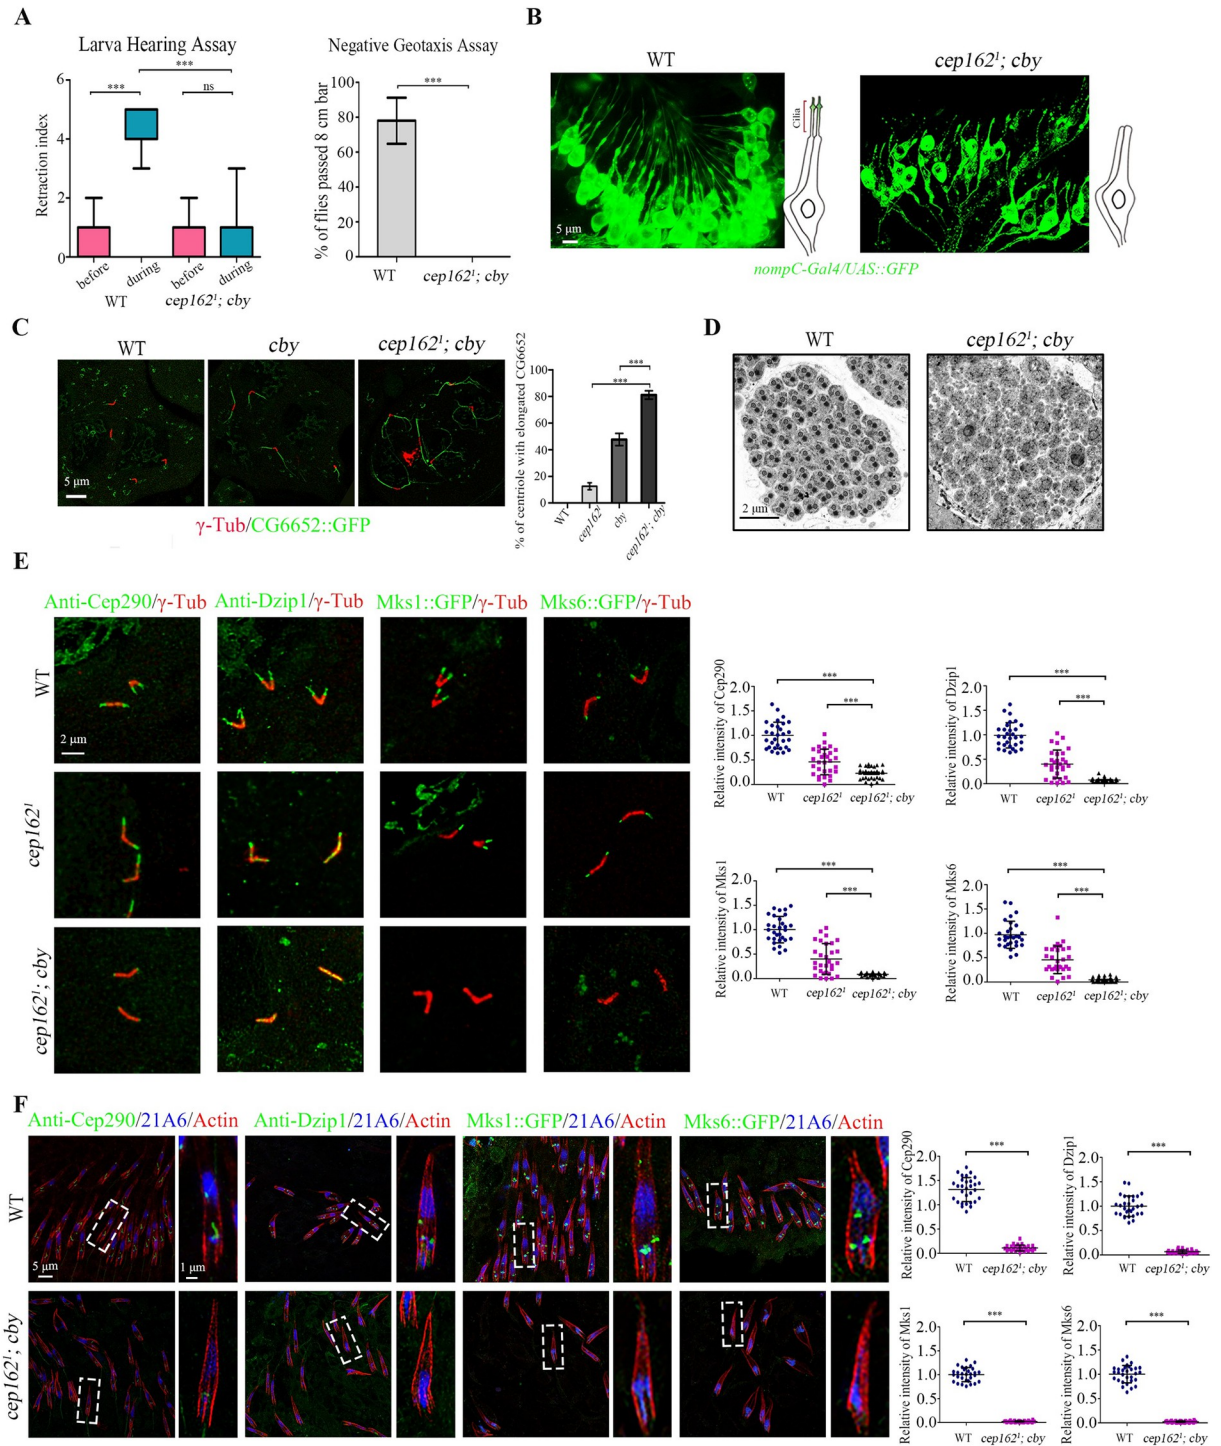 A
Larva Hearing Assay
Retraction index
6
4
2
0
***
***
ns
before
during
before
during
WT
cep162¹; cby
Negative Geotaxis Assay
% of flies passed 8 cm bar
100
80
60
40
20
0
***
WT
cep162¹; cby
B
WT
cep162¹; cby
5 μm
Cilia
nompC-Gal4/UAS::GFP
C
WT
cby
cep162¹; cby
5 μm
γ-Tub/CG6652::GFP
% of centriole with elongated CG6652
100
80
60
40
20
0
***
***
WT
cep162¹
cby
cep162¹; cby
D
WT
cep162¹; cby
2 μm
E
Anti-Cep290/γ-Tub
Anti-Dzip1/γ-Tub
Mks1::GFP/γ-Tub
Mks6::GFP/γ-Tub
WT
2 μm
cep162¹
cep162¹; cby
Relative intensity of Cep290
2.0
1.5
1.0
0.5
0.0
***
***
WT
cep162¹
cep162¹; cby
Relative intensity of Dzip1
2.0
1.5
1.0
0.5
0.0
***
***
WT
cep162¹
cep162¹; cby
Relative intensity of Mks1
2.0
1.5
1.0
0.5
0.0
***
***
WT
cep162¹
cep162¹; cby
Relative intensity of Mks6
2.0
1.5
1.0
0.5
0.0
***
***
WT
cep162¹
cep162¹; cby
F
Anti-Cep290/21A6/Actin
Anti-Dzip1/21A6/Actin
Mks1::GFP/21A6/Actin
Mks6::GFP/21A6/Actin
WT
5 μm
1 μm
cep162¹; cby
Relative intensity of Cep290
2.0
1.5
1.0
0.5
0.0
***
WT
cep162¹; cby
Relative intensity of Dzip1
2.0
1.5
1.0
0.5
0.0
***
WT
cep162¹; cby
Relative intensity of Mks1
2.0
1.5
1.0
0.5
0.0
***
WT
cep162¹; cby
Relative intensity of Mks6
2.0
1.5
1.0
0.5
0.0
***
WT
cep162¹; cby